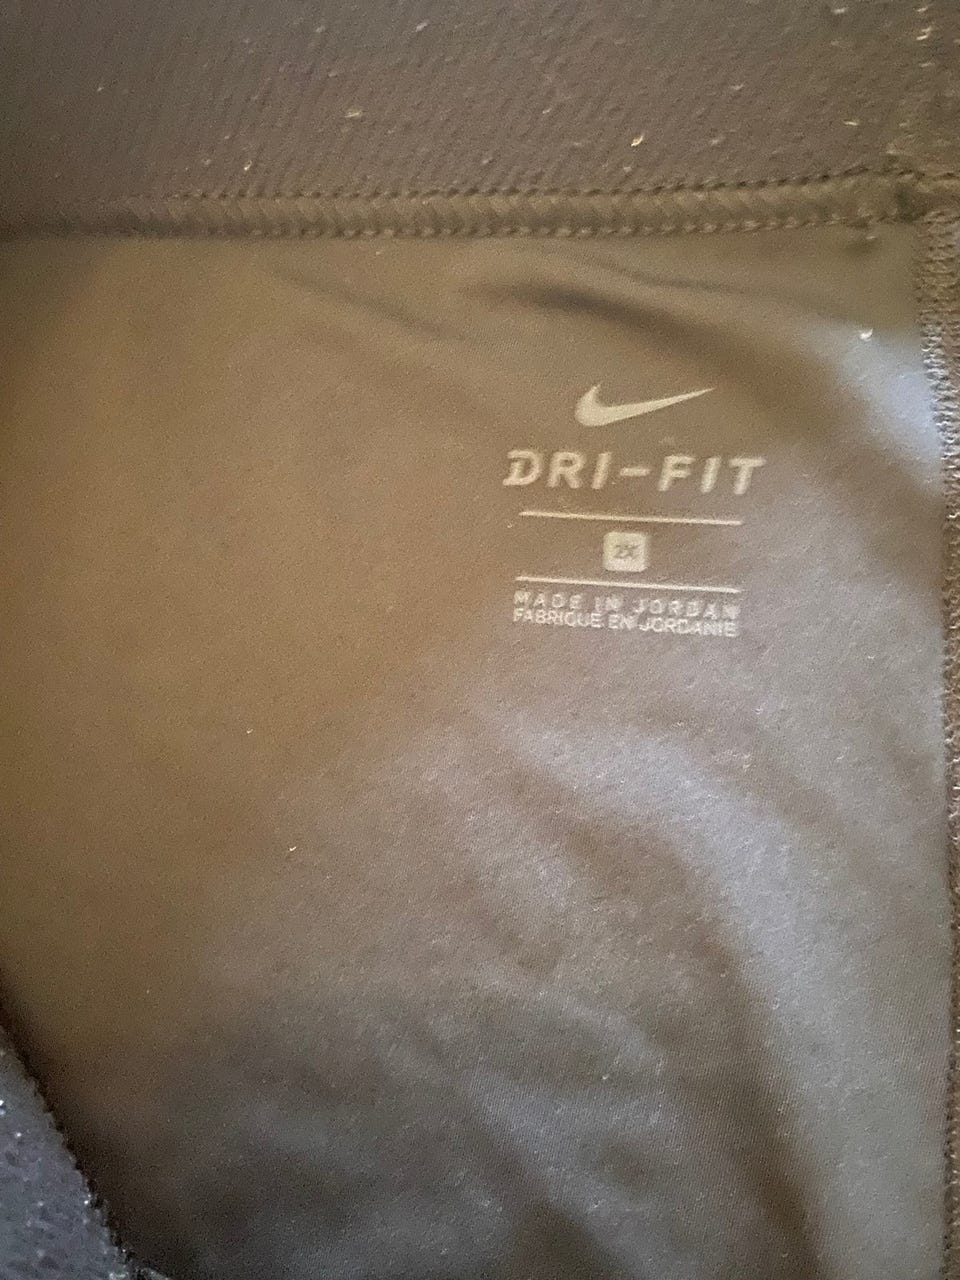 DRI-FIT
2X
MADE IN JORDAN
FABRIQUE EN JORDANIE